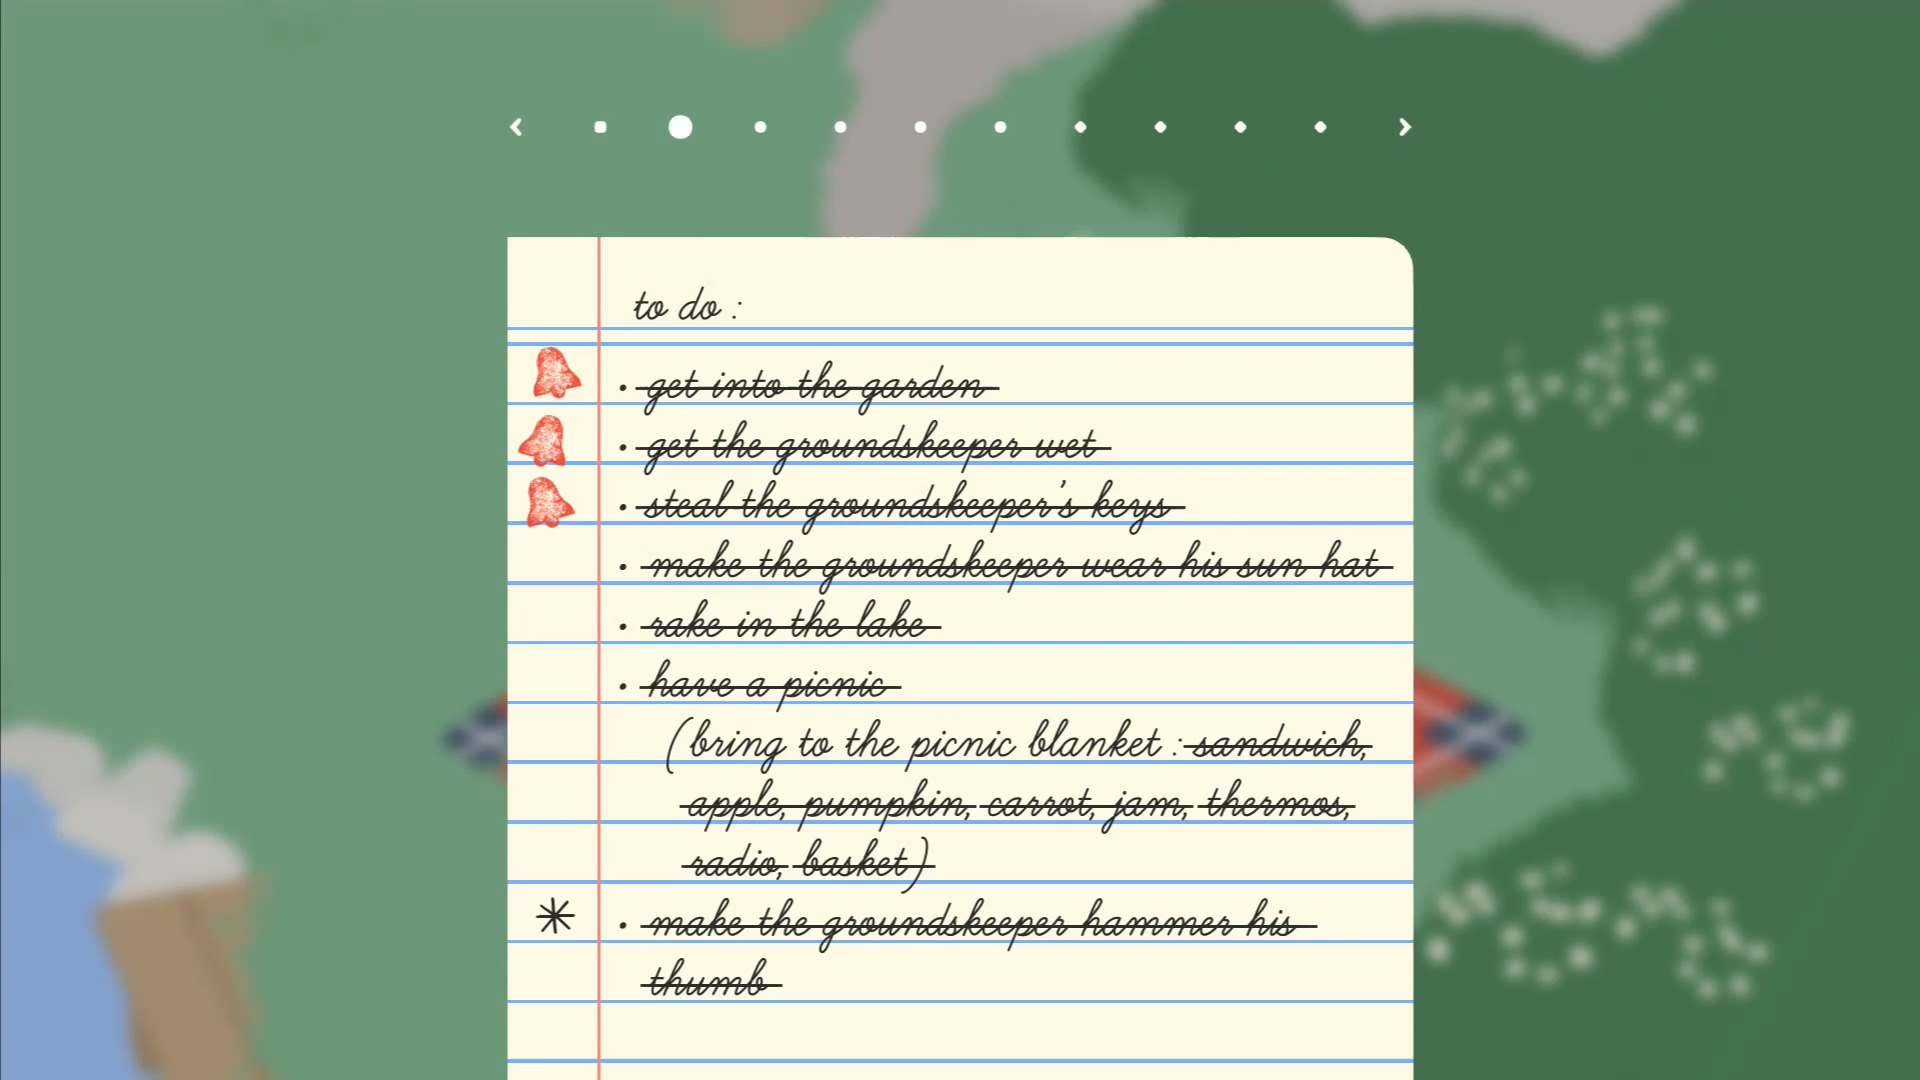 to do :
• get into the garden
• get the groundskeeper wet
• steal the groundskeeper's keys
• make the groundskeeper wear his sun hat
• rake in the lake
• have a picnic
(bring to the picnic blanket : sandwich,
apple, pumpkin, carrot, jam, thermos,
radio, basket)
• make the groundskeeper hammer his
thumb